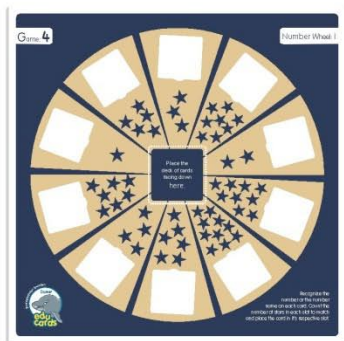 Game: 4
Number Wheel 1
Place the
deck of cards
facing down
here.
Recognise the
number or the number
name on each card. Count the
number of stars in each slot to match
and place the card in its respective slot.
edu
cards